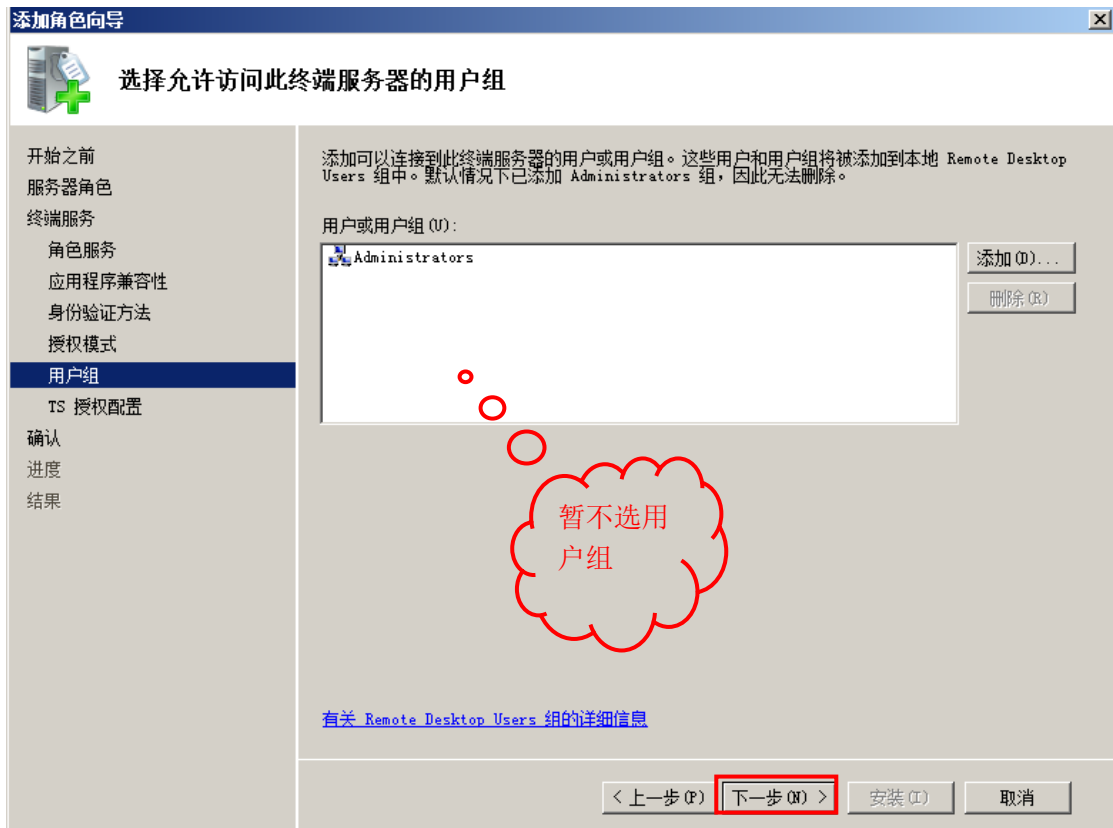 添加角色向导
选择允许访问此终端服务器的用户组
开始之前
服务器角色
终端服务
角色服务
应用程序兼容性
身份验证方法
授权模式
用户组
TS 授权配置
确认
进度
结果
添加可以连接到此终端服务器的用户或用户组。这些用户和用户组将被添加到本地 Remote Desktop
Users 组中。默认情况下已添加 Administrators 组，因此无法删除。
用户或用户组(U):
Administrators
添加(D)...
删除(R)
暂不选用
户组
有关 Remote Desktop Users 组的详细信息
< 上一步(P)
下一步(N) >
安装(I)
取消